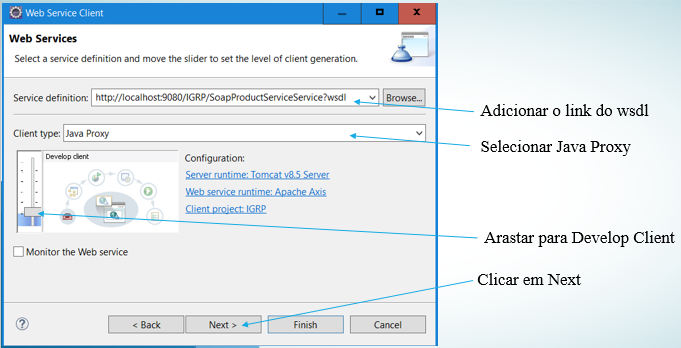 Web Service Client
Web Services
Select a service definition and move the slider to set the level of client generation.
Service definition: http://localhost:9080/IGRP/SoapProductServiceService?wsdl Browse...
Adicionar o link do wsdl
Client type: Java Proxy
Selecionar Java Proxy
Develop client
Configuration:
Server runtime: Tomcat v8.5 Server
Web service runtime: Apache Axis
Client project: IGRP
Arastar para Develop Client
Monitor the Web service
Clicar em Next
< Back Next > Finish Cancel